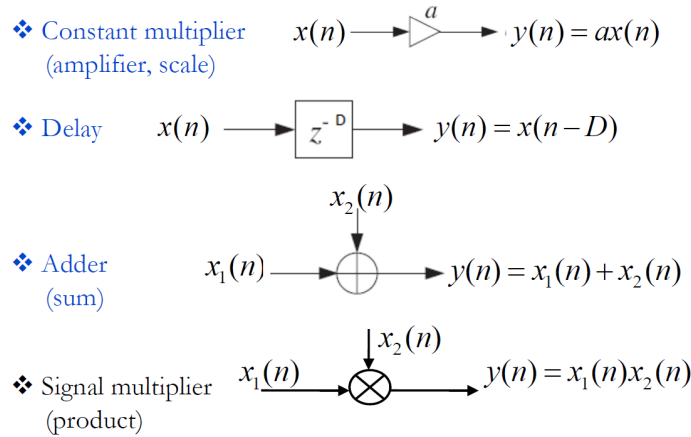 ❖ Constant multiplier x(n) a y(n) = ax(n)
(amplifier, scale)
❖ Delay x(n) z^{-D} y(n) = x(n−D)
x₂(n)
❖ Adder x₁(n) y(n) = x₁(n)+x₂(n)
(sum)
x₂(n)
❖ Signal multiplier x₁(n) y(n) = x₁(n)x₂(n)
(product)